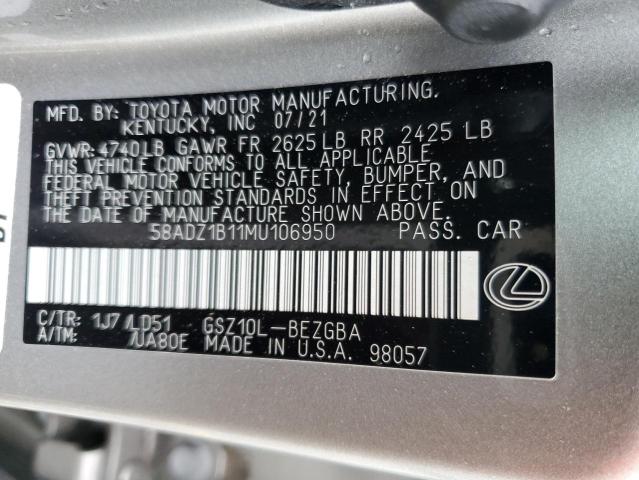 MFD. BY: TOYOTA MOTOR MANUFACTURING.
KENTUCKY, INC 07/21
GVWR: 4740LB GAWR FR 2625 LB RR 2425 LB
THIS VEHICLE CONFORMS TO ALL APPLICABLE
FEDERAL MOTOR VEHICLE SAFETY, BUMPER, AND
THEFT PREVENTION STANDARDS IN EFFECT ON
THE DATE OF MANUFACTURE SHOWN ABOVE.
58ADZ1B11MU106950 PASS. CAR
C/TR: 1J7 /LD51 GSZ10L-BEZGBA
A/TM: /UA80E MADE IN U.S.A. 98057